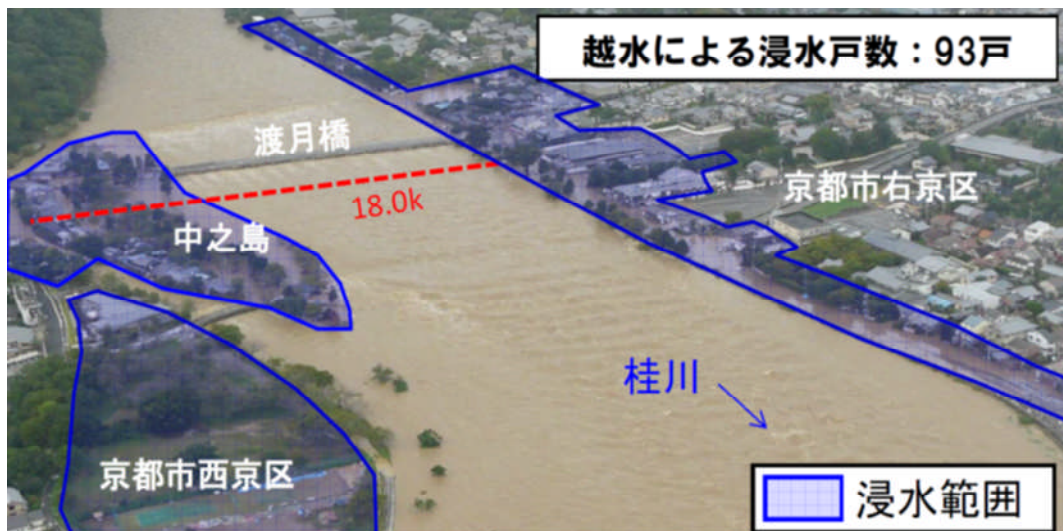 越水による浸水戸数：93戸
渡月橋
18.0k
京都市右京区
中之島
桂川
京都市西京区
浸水範囲